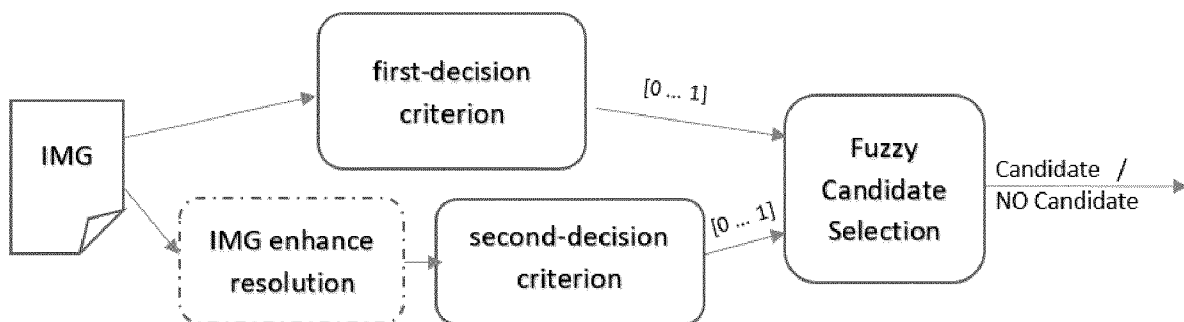 first-decision
criterion
[0 ... 1]
IMG
Fuzzy
Candidate
Selection
Candidate /
NO Candidate
IMG enhance
resolution
second-decision
criterion
[0 ... 1]